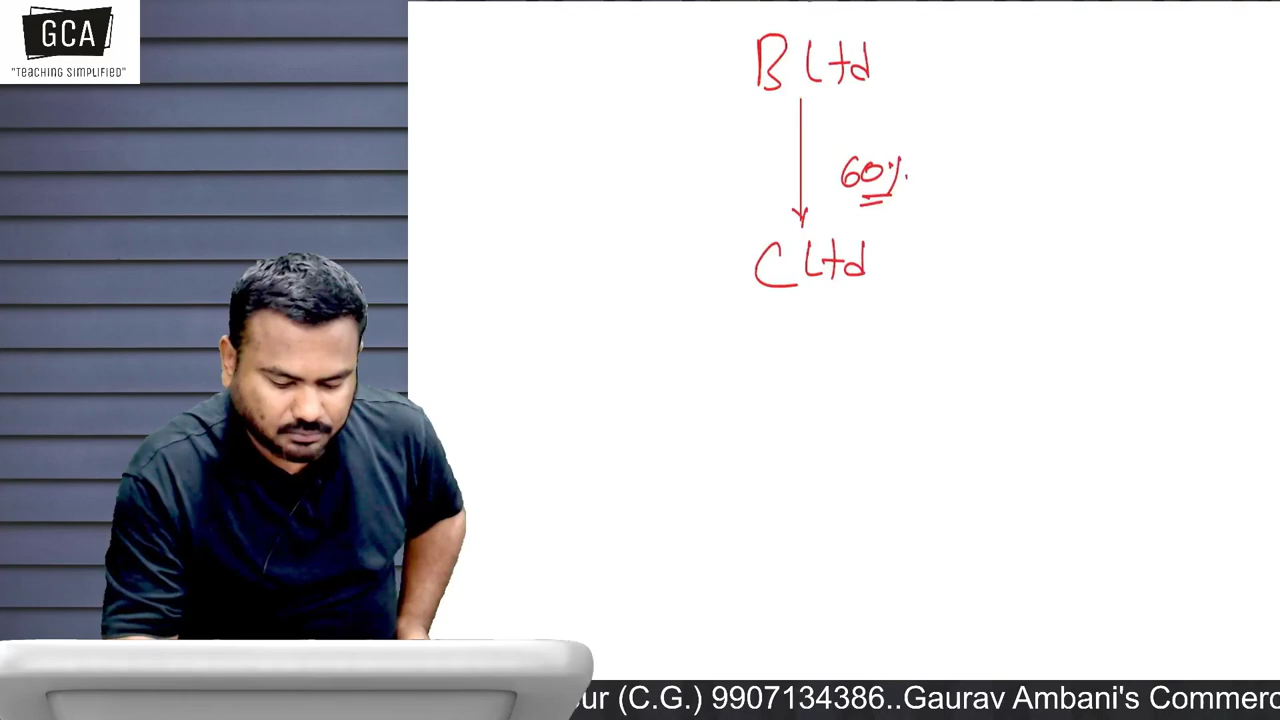 GCA
"TEACHING SIMPLIFIED"
B Ltd
60%
C Ltd
ur (C.G.) 9907134386..Gaurav Ambani's Commerc